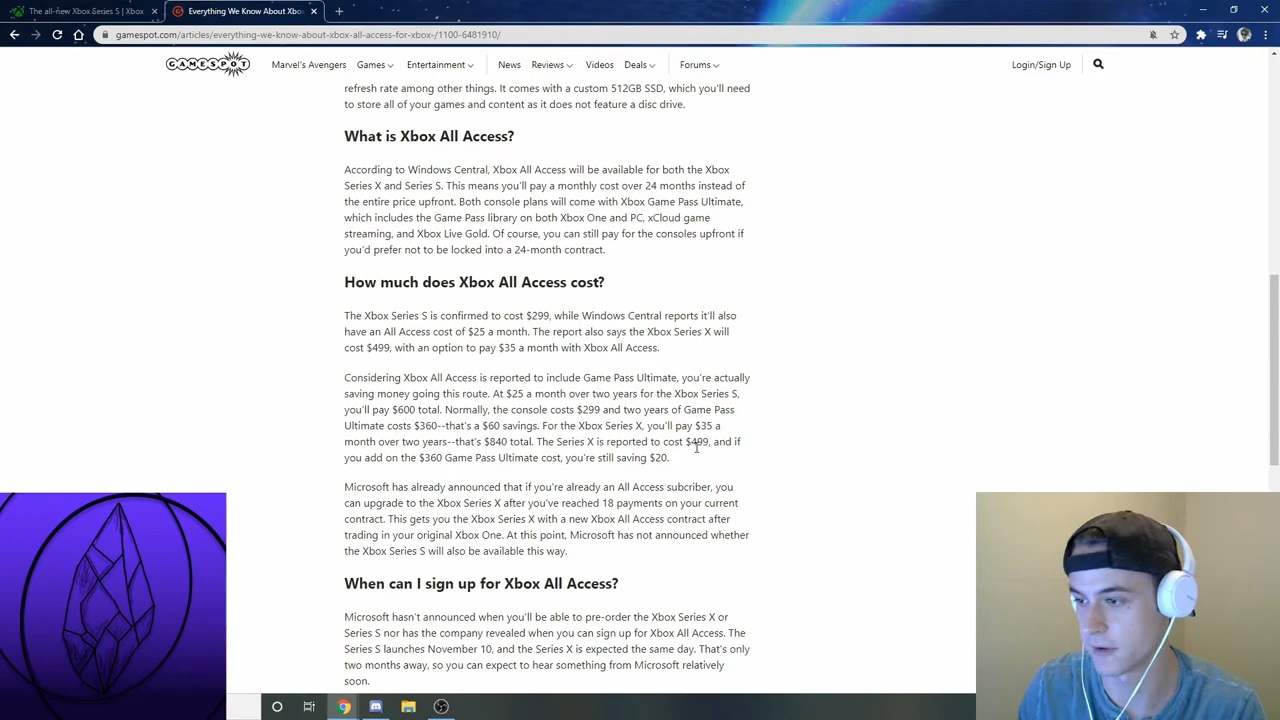 The all-new Xbox Series S | Xbox
Everything We Know About Xbox
gamespot.com/articles/everything-we-know-about-xbox-all-access-for-xbox-/1100-6481910/
GAMESPOT
Marvel's Avengers Games Entertainment News Reviews Videos Deals Forums Login/Sign Up
refresh rate among other things. It comes with a custom 512GB SSD, which you'll need
to store all of your games and content as it does not feature a disc drive.
What is Xbox All Access?
According to Windows Central, Xbox All Access will be available for both the Xbox
Series X and Series S. This means you'll pay a monthly cost over 24 months instead of
the entire price upfront. Both console plans will come with Xbox Game Pass Ultimate,
which includes the Game Pass library on both Xbox One and PC, xCloud game
streaming, and Xbox Live Gold. Of course, you can still pay for the consoles upfront if
you'd prefer not to be locked into a 24-month contract.
How much does Xbox All Access cost?
The Xbox Series S is confirmed to cost $299, while Windows Central reports it'll also
have an All Access cost of $25 a month. The report also says the Xbox Series X will
cost $499, with an option to pay $35 a month with Xbox All Access.
Considering Xbox All Access is reported to include Game Pass Ultimate, you're actually
saving money going this route. At $25 a month over two years for the Xbox Series S,
you'll pay $600 total. Normally, the console costs $299 and two years of Game Pass
Ultimate costs $360--that's a $60 savings. For the Xbox Series X, you'll pay $35 a
month over two years--that's $840 total. The Series X is reported to cost $499, and if
you add on the $360 Game Pass Ultimate cost, you're still saving $20.
Microsoft has already announced that if you're already an All Access subcriber, you
can upgrade to the Xbox Series X after you've reached 18 payments on your current
contract. This gets you the Xbox Series X with a new Xbox All Access contract after
trading in your original Xbox One. At this point, Microsoft has not announced whether
the Xbox Series S will also be available this way.
When can I sign up for Xbox All Access?
Microsoft hasn't announced when you'll be able to pre-order the Xbox Series X or
Series S nor has the company revealed when you can sign up for Xbox All Access. The
Series S launches November 10, and the Series X is expected the same day. That's only
two months away, so you can expect to hear something from Microsoft relatively
soon.